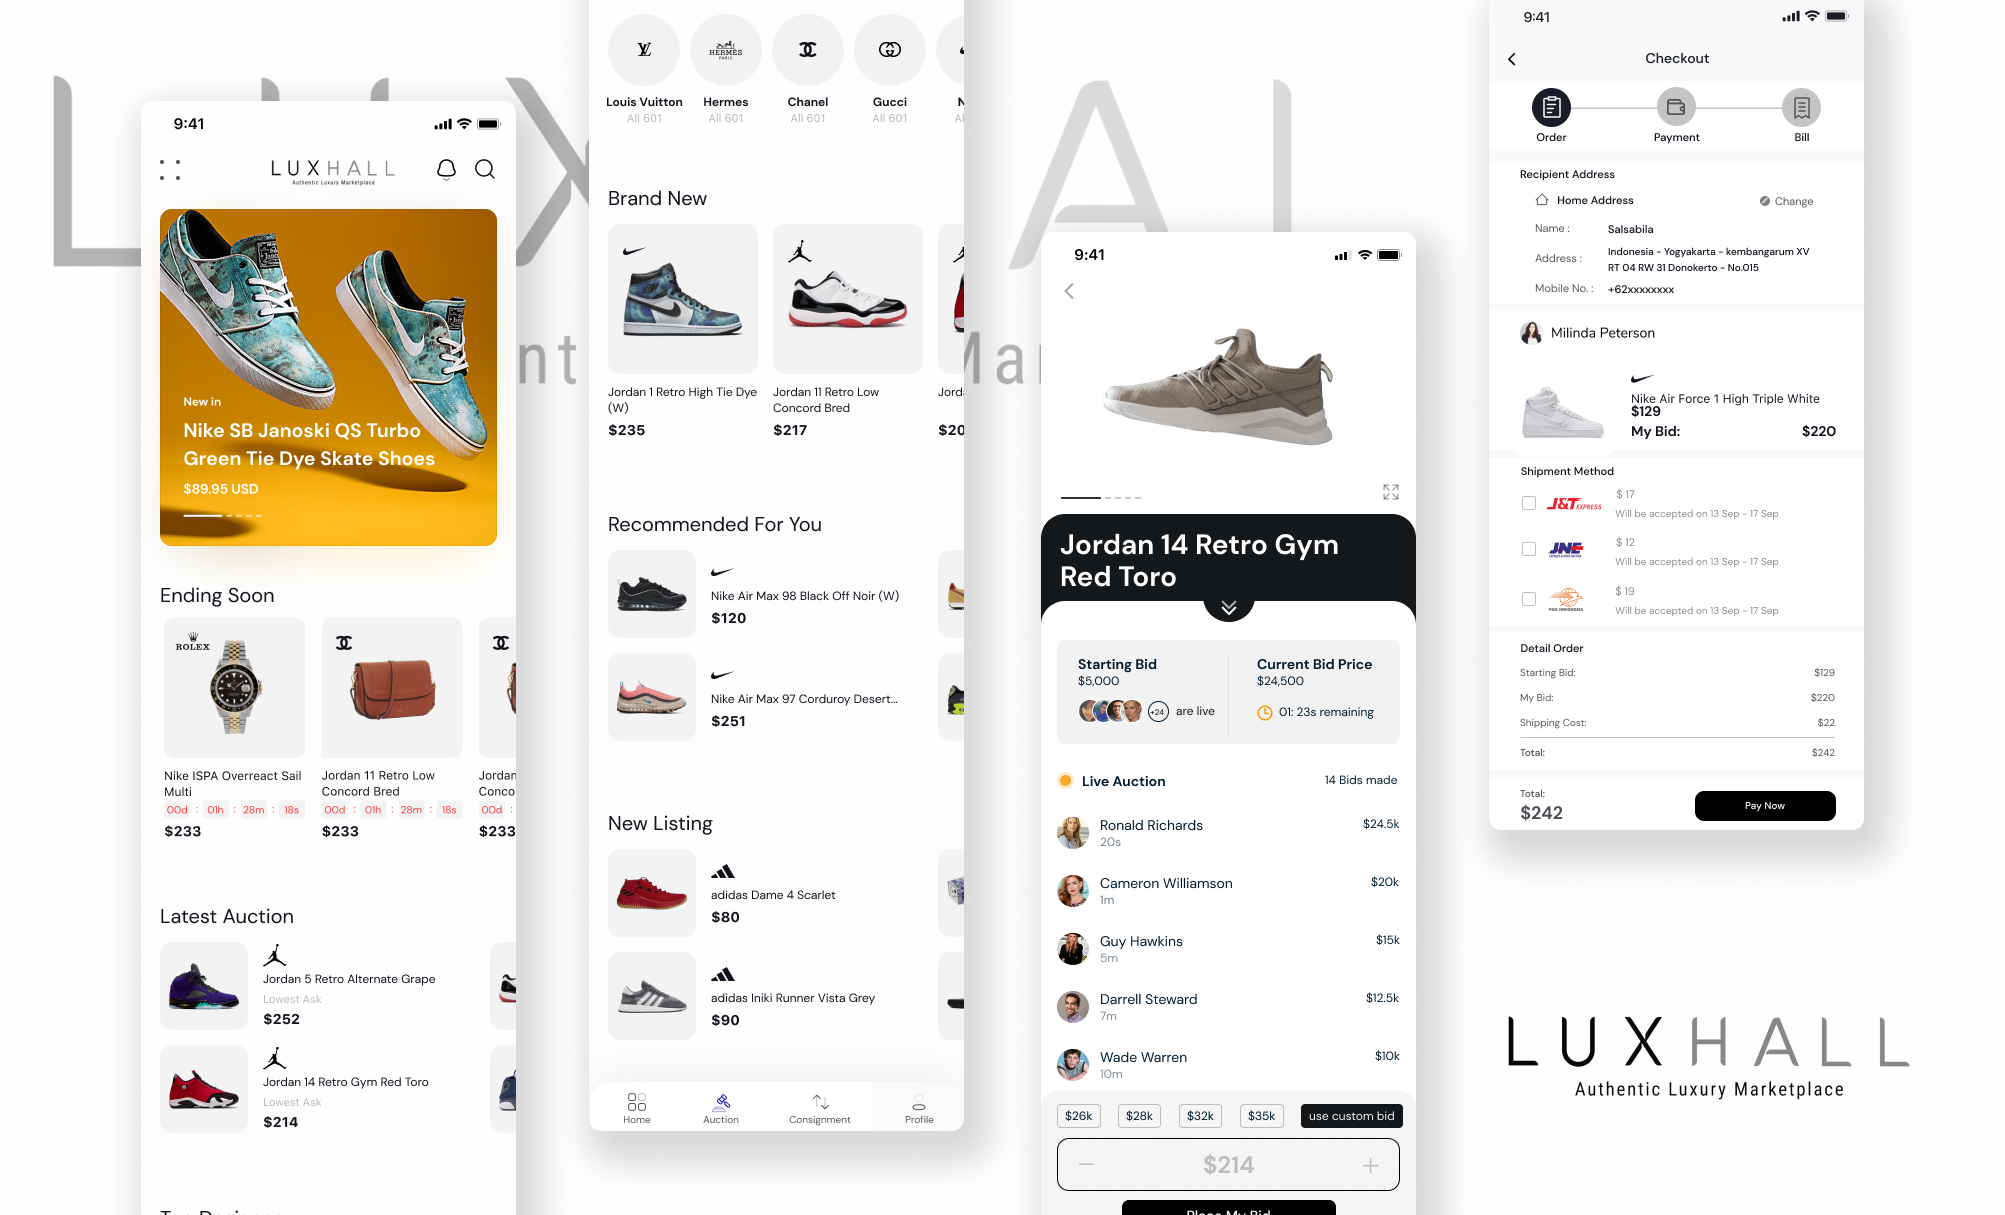 9:41
LUXHALL
Authentic Luxury Marketplace
New in
Nike SB Janoski QS Turbo
Green Tie Dye Skate Shoes
$89.95 USD
Ending Soon
ROLEX
Nike ISPA Overreact Sail
Multi
00d : 01h : 28m : 18s
$233
Jordan 11 Retro Low
Concord Bred
00d : 01h : 28m : 18s
$233
Jordan
Conco
00d :
$233
Latest Auction
Jordan 5 Retro Alternate Grape
Lowest Ask
$252
Jordan 14 Retro Gym Red Toro
Lowest Ask
$214
HERMES
PARIS
Louis Vuitton
All 601
Hermes
All 601
Chanel
All 601
Gucci
All 601
N
All
Brand New
Jordan 1 Retro High Tie Dye
(W)
$235
Jordan 11 Retro Low
Concord Bred
$217
Jorda
$20
Recommended For You
Nike Air Max 98 Black Off Noir (W)
$120
Nike Air Max 97 Corduroy Desert...
$251
New Listing
adidas Dame 4 Scarlet
$80
adidas Iniki Runner Vista Grey
$90
Home
Auction
Consignment
Profile
9:41
Jordan 14 Retro Gym
Red Toro
Starting Bid
$5,000
+24 are live
Current Bid Price
$24,500
01: 23s remaining
Live Auction
14 Bids made
Ronald Richards
$24.5k
20s
Cameron Williamson
$20k
1m
Guy Hawkins
$15k
5m
Darrell Steward
$12.5k
7m
Wade Warren
$10k
10m
$26k
$28k
$32k
$35k
use custom bid
$214
Place My Bid
9:41
Checkout
Order
Payment
Bill
Recipient Address
Home Address
Change
Name : Salsabila
Address : Indonesia - Yogyakarta - kembangarum XV
RT 04 RW 31 Donokerto - No.015
Mobile No. : +62xxxxxxxx
Milinda Peterson
Nike Air Force 1 High Triple White
$129
My Bid: $220
Shipment Method
J&T EXPRESS
$ 17
Will be accepted on 13 Sep - 17 Sep
JNE
$ 12
Will be accepted on 13 Sep - 17 Sep
POS INDONESIA
$ 19
Will be accepted on 13 Sep - 17 Sep
Detail Order
Starting Bid: $129
My Bid: $220
Shipping Cost: $22
Total: $242
Total:
$242
Pay Now
LUXHALL
Authentic Luxury Marketplace